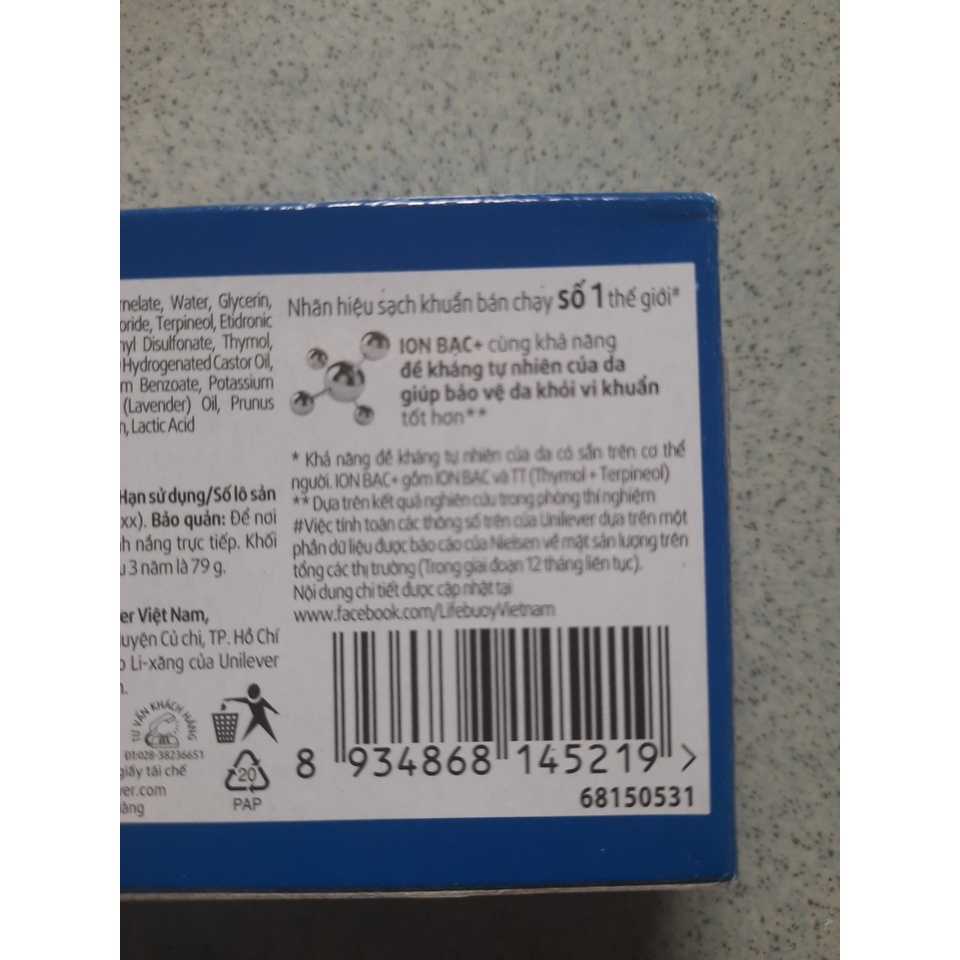 rnelate, Water, Glycerin,
oride, Terpineol, Etidronic
nyl Disulfonate, Thymol,
Hydrogenated Castor Oil,
m Benzoate, Potassium
(Lavender) Oil, Prunus
n, Lactic Acid
Hạn sử dụng/Số lô sản
xx). Bảo quản: Để nơi
h nắng trực tiếp. Khối
u 3 năm là 79 g.
er Việt Nam,
uyện Củ chi, TP. Hồ Chí
o Li-xăng của Unilever
n.
TƯ VẤN KHÁCH HÀNG
DT:028-38236651
giấy tái chế
er.com
àng
20
PAP
Nhãn hiệu sạch khuẩn bán chạy số 1 thế giới#
ION BẠC+ cùng khả năng
đề kháng tự nhiên của da
giúp bảo vệ da khỏi vi khuẩn
tốt hơn**
* Khả năng đề kháng tự nhiên của da có sẵn trên cơ thể
người. ION BẠC+ gồm ION BẠC và TT (Thymol + Terpineol)
** Dựa trên kết quả nghiên cứu trong phòng thí nghiệm
#Việc tính toán các thông số trên của Unilever dựa trên một
phần dữ liệu được báo cáo của Nielsen về mặt sản lượng trên
tổng các thị trường (Trong giai đoạn 12 tháng liên tục).
Nội dung chi tiết được cập nhật tại
www.facebook.com/LifebuoyVietnam
8 934868 145219 >
68150531